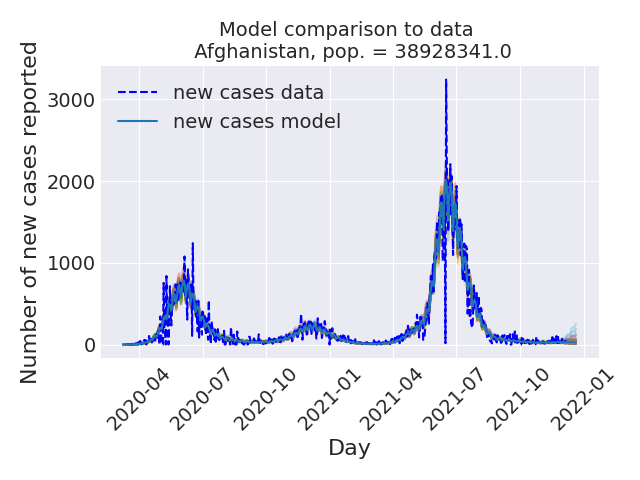 Model comparison to data
Afghanistan, pop. = 38928341.0
new cases data
new cases model
Number of new cases reported
3000
2000
1000
0
2020-04
2020-07
2020-10
2021-01
2021-04
2021-07
2021-10
2022-01
Day